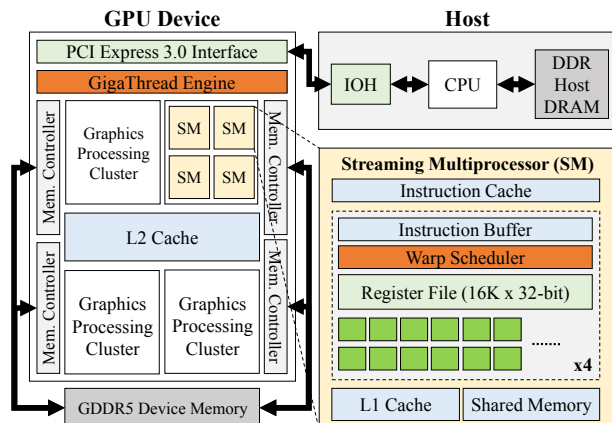 GPU Device
PCI Express 3.0 Interface
GigaThread Engine
Mem. Controller
Graphics
Processing
Cluster
SM SM
SM SM
Mem. Controller
L2 Cache
Mem. Controller
Graphics
Processing
Cluster
Graphics
Processing
Cluster
Mem. Controller
GDDR5 Device Memory
Host
IOH
CPU
DDR
Host
DRAM
Streaming Multiprocessor (SM)
Instruction Cache
Instruction Buffer
Warp Scheduler
Register File (16K x 32-bit)
.......
x4
L1 Cache
Shared Memory